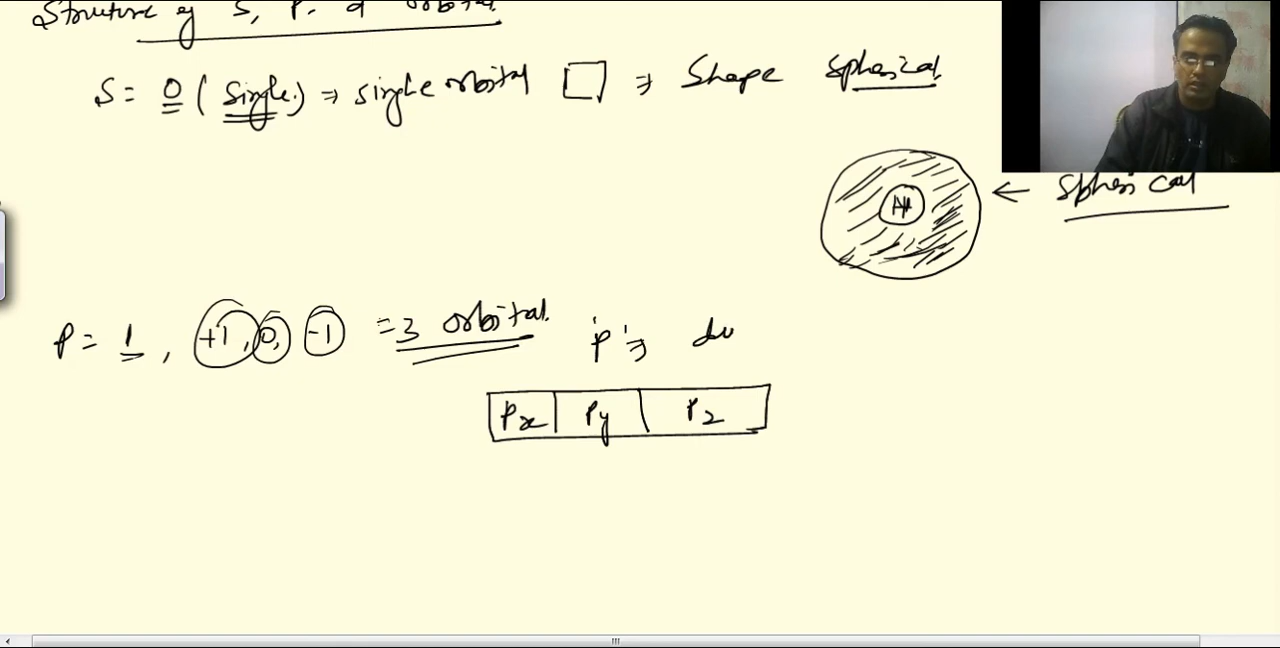 Structure of S, P, d orbital.
S = 0 (single.) ⇒ single orbital ⇒ Shape spherical
N
← spherical
P = 1, +1, 0, -1 = 3 orbital. 'p' ⇒ du
Px Py Pz